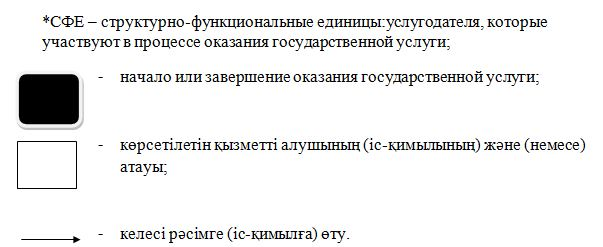 *СФЕ – структурно-функциональные единицы:услугодателя, которые
участвуют в процессе оказания государственной услуги;
- начало или завершение оказания государственной услуги;
- көрсетілетін қызметті алушының (іс-қимылының) және (немесе)
атауы;
- келесі рәсімге (іс-қимылға) өту.